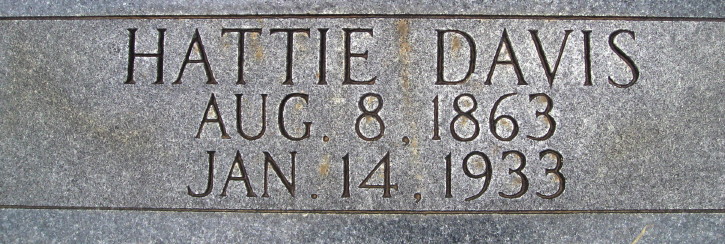 HATTIE DAVIS
AUG. 8, 1863
JAN. 14, 1933